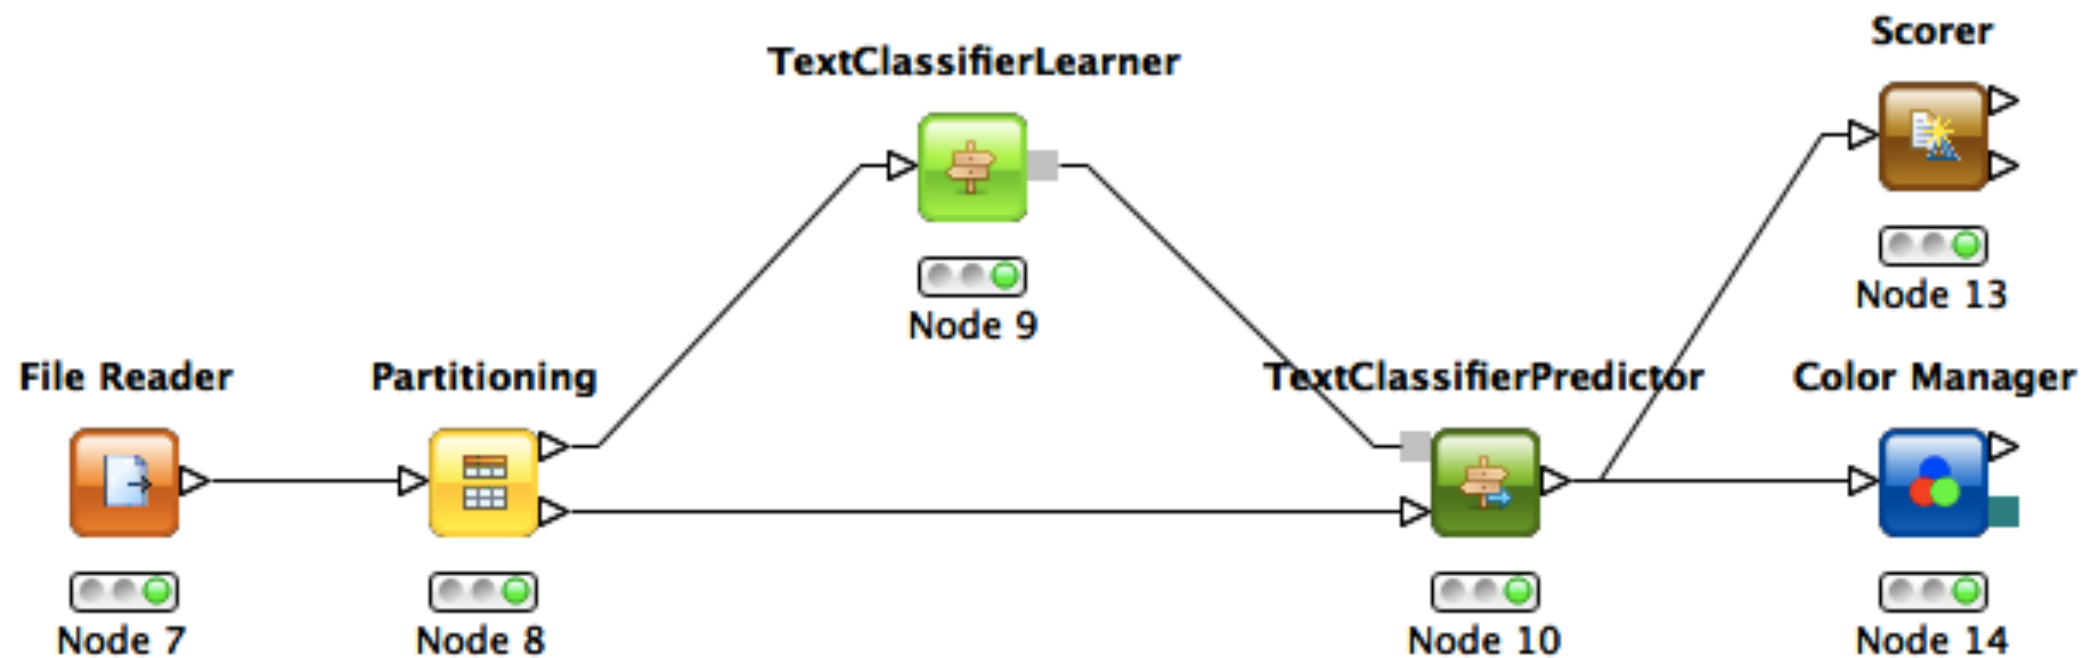 Scorer
TextClassifierLearner
Node 13
Node 9
File Reader
Partitioning
TextClassifierPredictor
Color Manager
Node 7
Node 8
Node 10
Node 14